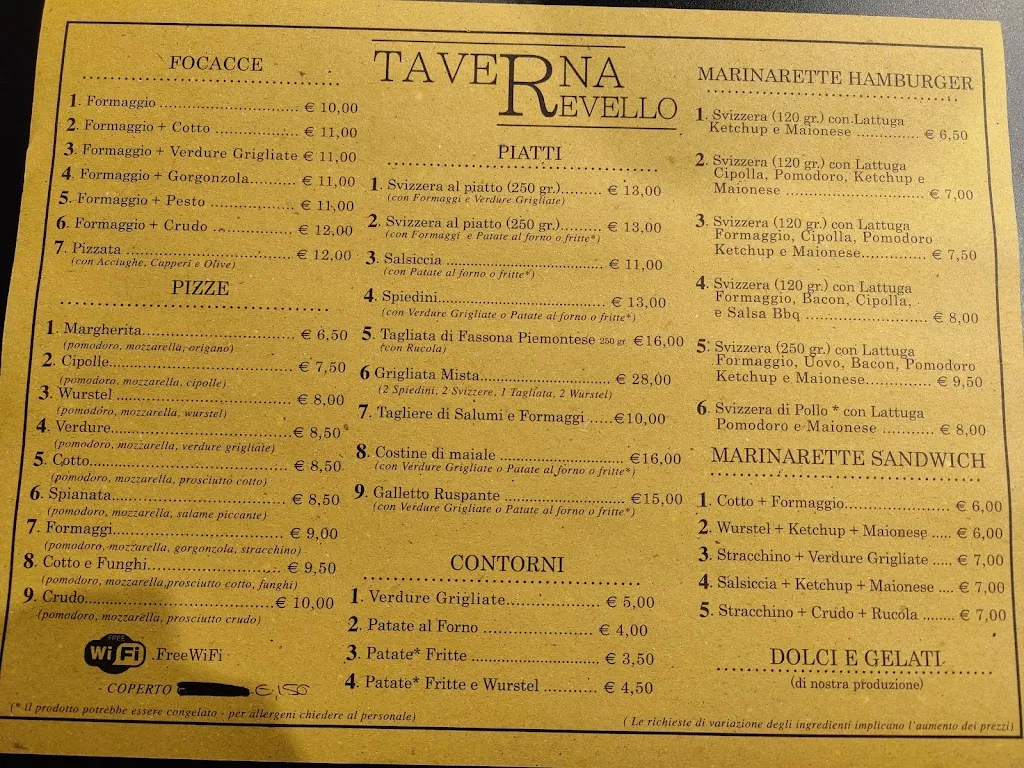 FOCACCE
1. Formaggio .......................... € 10,00
2. Formaggio + Cotto ................ € 11,00
3. Formaggio + Verdure Grigliate € 11,00
4. Formaggio + Gorgonzola......... € 11,00
5. Formaggio + Pesto ................. € 11,00
6. Formaggio + Crudo ................ € 12,00
7. Pizzata ................................ € 12,00
(con Acciughe, Capperi e Olive)
PIZZE
1. Margherita............................... € 6,50
(pomodoro, mozzarella, origano)
2. Cipolle..................................... € 7,50
(pomodoro, mozzarella, cipolle)
3. Wurstel ................................... € 8,00
(pomodoro, mozzarella, wurstel)
4. Verdure.................................... € 8,50
(pomodoro, mozzarella, verdure grigliate)
5. Cotto........................................ € 8,50
(pomodoro, mozzarella, prosciutto cotto)
6. Spianata................................... € 8,50
(pomodoro, mozzarella, salame piccante)
7. Formaggi.................................. € 9,00
(pomodoro, mozzarella, gorgonzola, stracchino)
8. Cotto e Funghi.......................... € 9,50
(pomodoro, mozzarella,prosciutto cotto, funghi)
9. Crudo....................................... € 10,00
(pomodoro, mozzarella, prosciutto crudo)
FREE
Wi Fi .FreeWiFi
- COPERTO € 1,50
(* il prodotto potrebbe essere congelato - per allergeni chiedere al personale)
TAVERNA
REVELLO
PIATTI
1. Svizzera al piatto (250 gr.)........ € 13,00
(con Formaggi e Verdure Grigliate)
2. Svizzera al piatto (250 gr.)........ € 13,00
(con Formaggi e Patate al forno o fritte*)
3. Salsiccia .................................. € 11,00
(con Patate al forno o fritte*)
4. Spiedini................................... € 13,00
(con Verdure Grigliate o Patate al forno o fritte*)
5. Tagliata di Fassona Piemontese 250 gr €16,00
(con Rucola)
6 Grigliata Mista.......................... € 28,00
(2 Spiedini, 2 Svizzere, 1 Tagliata, 2 Wurstel)
7. Tagliere di Salumi e Formaggi .....€10,00
8. Costine di maiale ........................ €16,00
(con Verdure Grigliate o Patate al forno o fritte*)
9. Galletto Ruspante ....................... €15,00
(con Verdure Grigliate o Patate al forno o fritte*)
CONTORNI
1. Verdure Grigliate.................. € 5,00
2. Patate al Forno .................... € 4,00
3. Patate* Fritte ...................... € 3,50
4. Patate* Fritte e Wurstel .......... € 4,50
MARINARETTE HAMBURGER
1. Svizzera (120 gr.) con Lattuga
Ketchup e Maionese ............. € 6,50
2. Svizzera (120 gr.) con Lattuga
Cipolla, Pomodoro, Ketchup e
Maionese ............................ € 7,00
3. Svizzera (120 gr.) con Lattuga
Formaggio, Cipolla, Pomodoro
Ketchup e Maionese.............. € 7,50
4. Svizzera (120 gr.) con Lattuga
Formaggio, Bacon, Cipolla,
e Salsa Bbq ......................... € 8,00
5. Svizzera (250 gr.) con Lattuga
Formaggio, Uovo, Bacon, Pomodoro
Ketchup e Maionese.............. € 9,50
6. Svizzera di Pollo * con Lattuga
Pomodoro e Maionese ........... € 8,00
MARINARETTE SANDWICH
1. Cotto + Formaggio.................. € 6,00
2. Wurstel + Ketchup + Maionese ..... € 6,00
3. Stracchino + Verdure Grigliate ..... € 7,00
4. Salsiccia + Ketchup + Maionese .... € 7,00
5. Stracchino + Crudo + Rucola ........ € 7,00
DOLCI E GELATI
(di nostra produzione)
( Le richieste di variazione degli ingredienti implicano l'aumento dei prezzi)